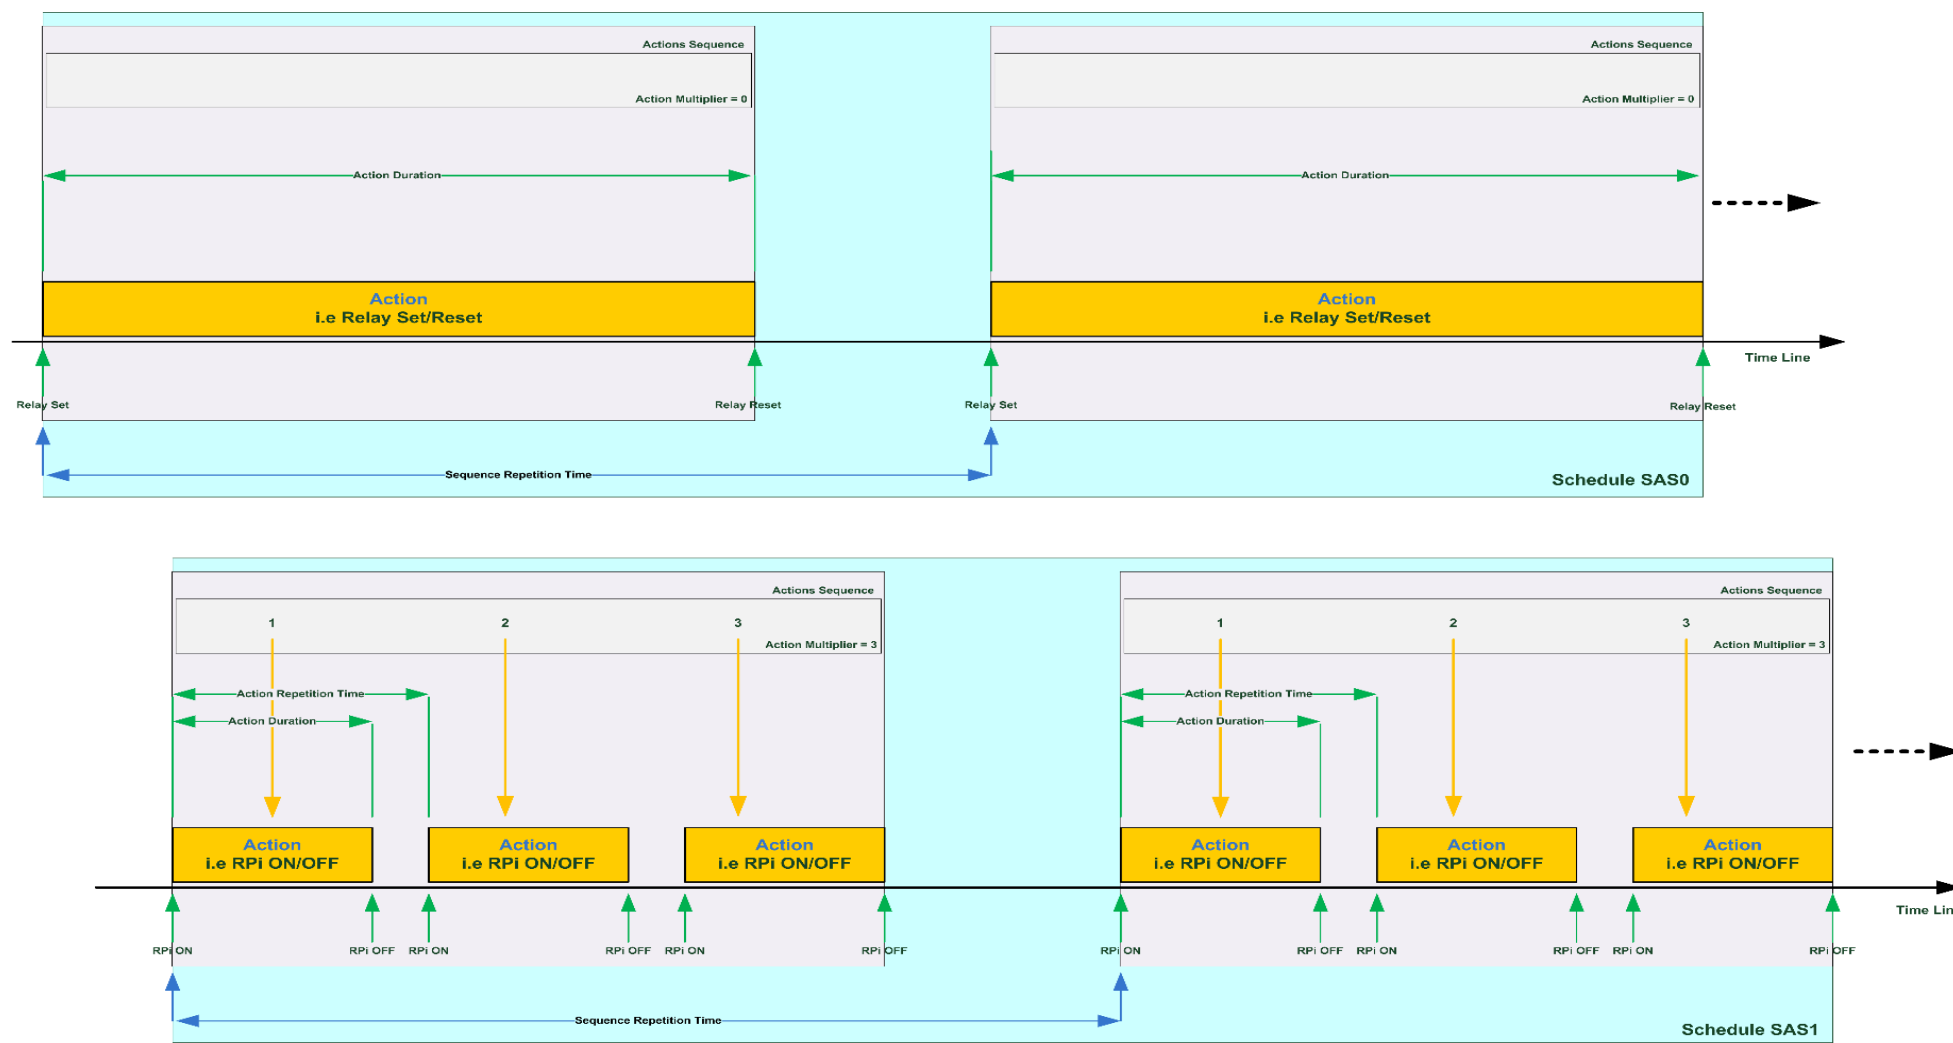 Actions Sequence
Actions Sequence
Action Multiplier = 0
Action Multiplier = 0
Action Duration
Action Duration
Action
i.e Relay Set/Reset
Action
i.e Relay Set/Reset
Time Line
Relay Set
Relay Reset
Relay Set
Relay Reset
Sequence Repetition Time
Schedule SAS0
Actions Sequence
Actions Sequence
1
2
3
1
2
3
Action Multiplier = 3
Action Multiplier = 3
Action Repetition Time
Action Repetition Time
Action Duration
Action Duration
Action
i.e RPi ON/OFF
Action
i.e RPi ON/OFF
Action
i.e RPi ON/OFF
Action
i.e RPi ON/OFF
Action
i.e RPi ON/OFF
Action
i.e RPi ON/OFF
Time Lin
RPi ON
RPi OFF
RPi ON
RPi OFF
RPi ON
RPi OFF
RPi ON
RPi OFF
RPi ON
RPi OFF
RPi ON
RPi OFF
Sequence Repetition Time
Schedule SAS1